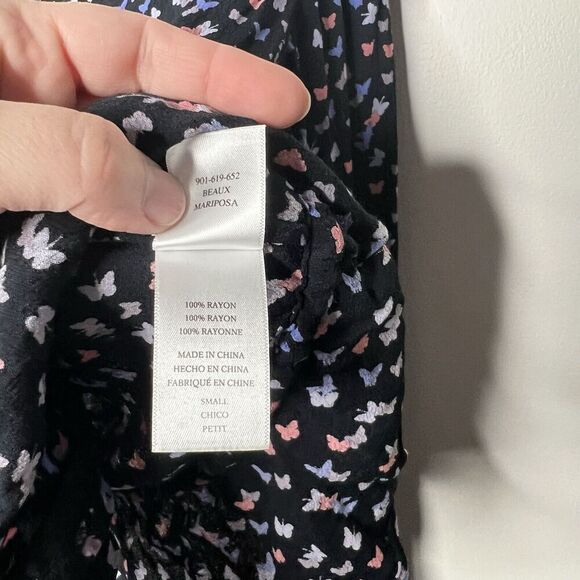 901-619-652
BEAUX
MARIPOSA
100% RAYON
100% RAYON
100% RAYONNE
MADE IN CHINA
HECHO EN CHINA
FABRIQUÉ EN CHINE
SMALL
CHICO
PETIT